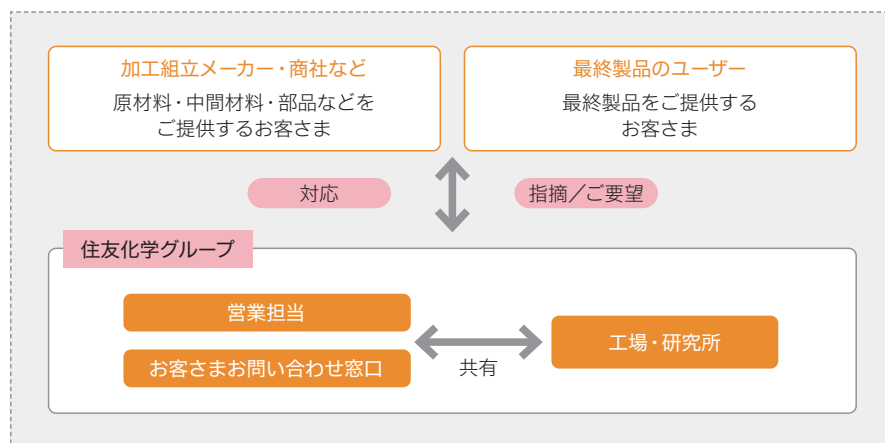 加工組立メーカー・商社など
原材料・中間材料・部品などを
ご提供するお客さま
最終製品のユーザー
最終製品をご提供する
お客さま
対応
指摘／ご要望
住友化学グループ
営業担当
お客さまお問い合わせ窓口
共有
工場・研究所